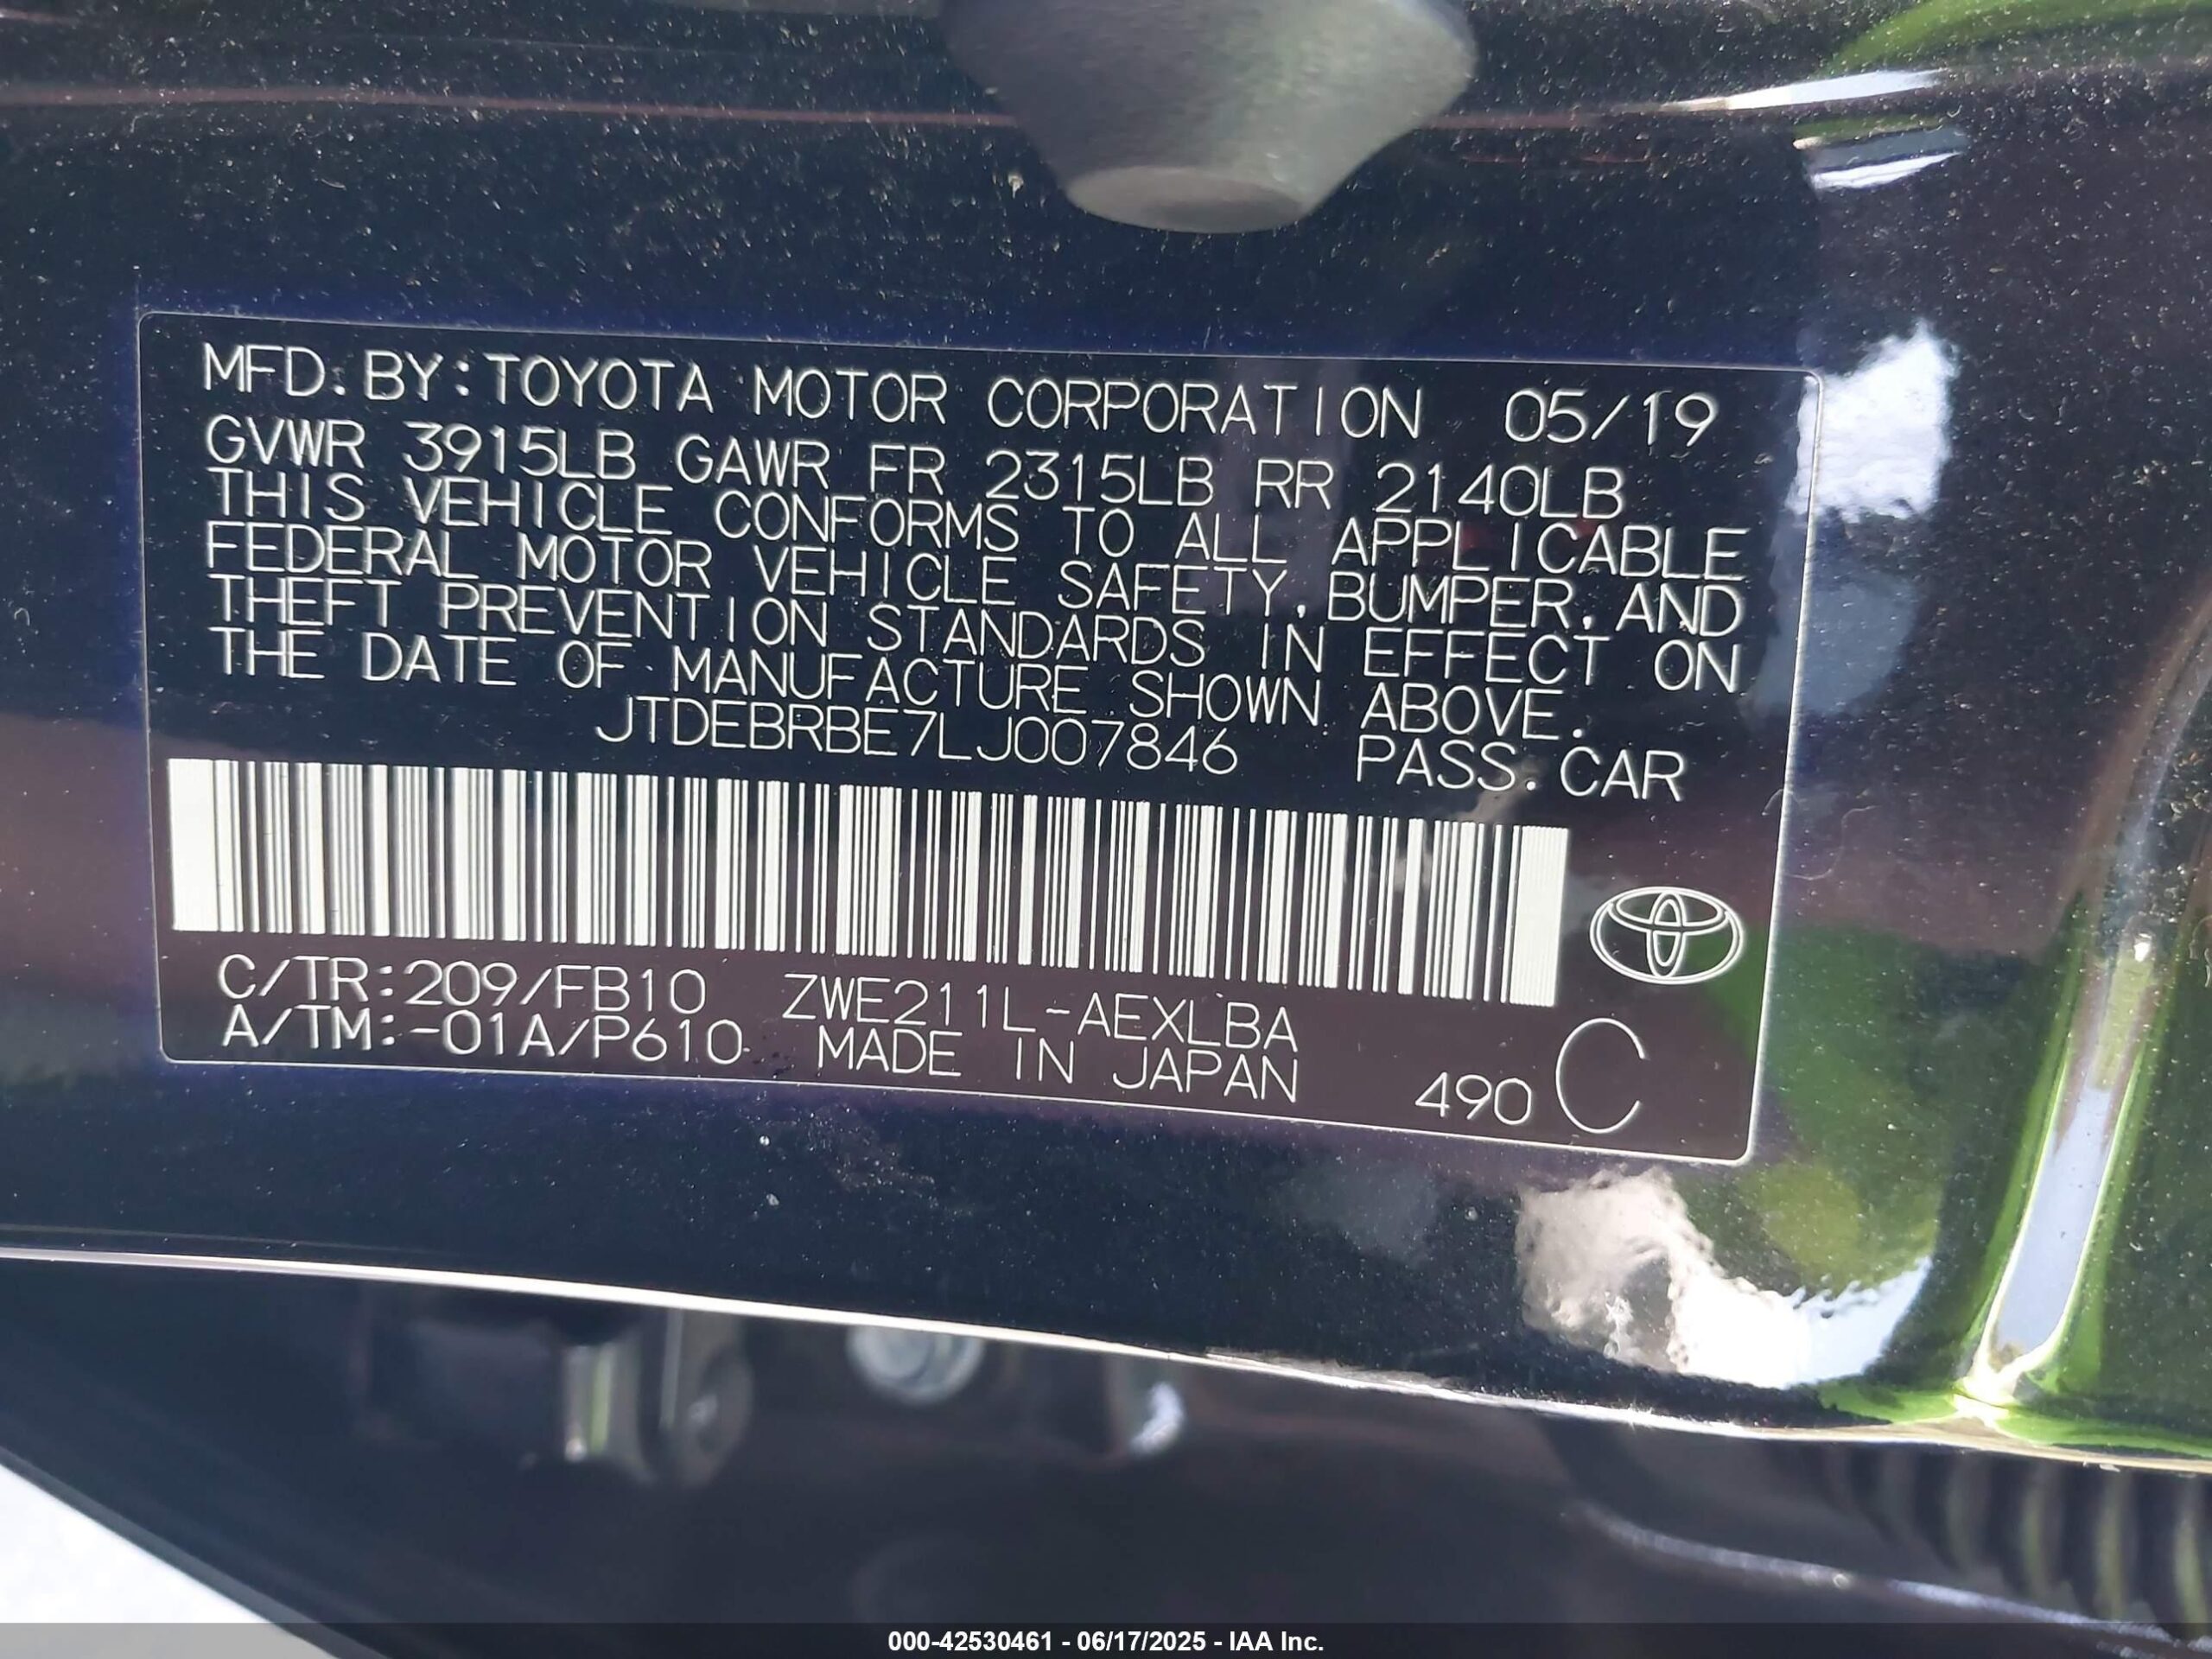 MFD. BY: TOYOTA MOTOR CORPORATION 05/19
GVWR 3915LB GAWR FR 2315LB RR 2140LB
THIS VEHICLE CONFORMS TO ALL APPLICABLE
FEDERAL MOTOR VEHICLE SAFETY, BUMPER, AND
THEFT PREVENTION STANDARDS IN EFFECT ON
THE DATE OF MANUFACTURE SHOWN ABOVE.
JTDEBRBE7LJ007846 PASS. CAR
C/TR: 209/FB10 ZWE211L-AEXLBA
A/TM: -01A/P610 MADE IN JAPAN 490 C
000-42530461 - 06/17/2025 - IAA Inc.